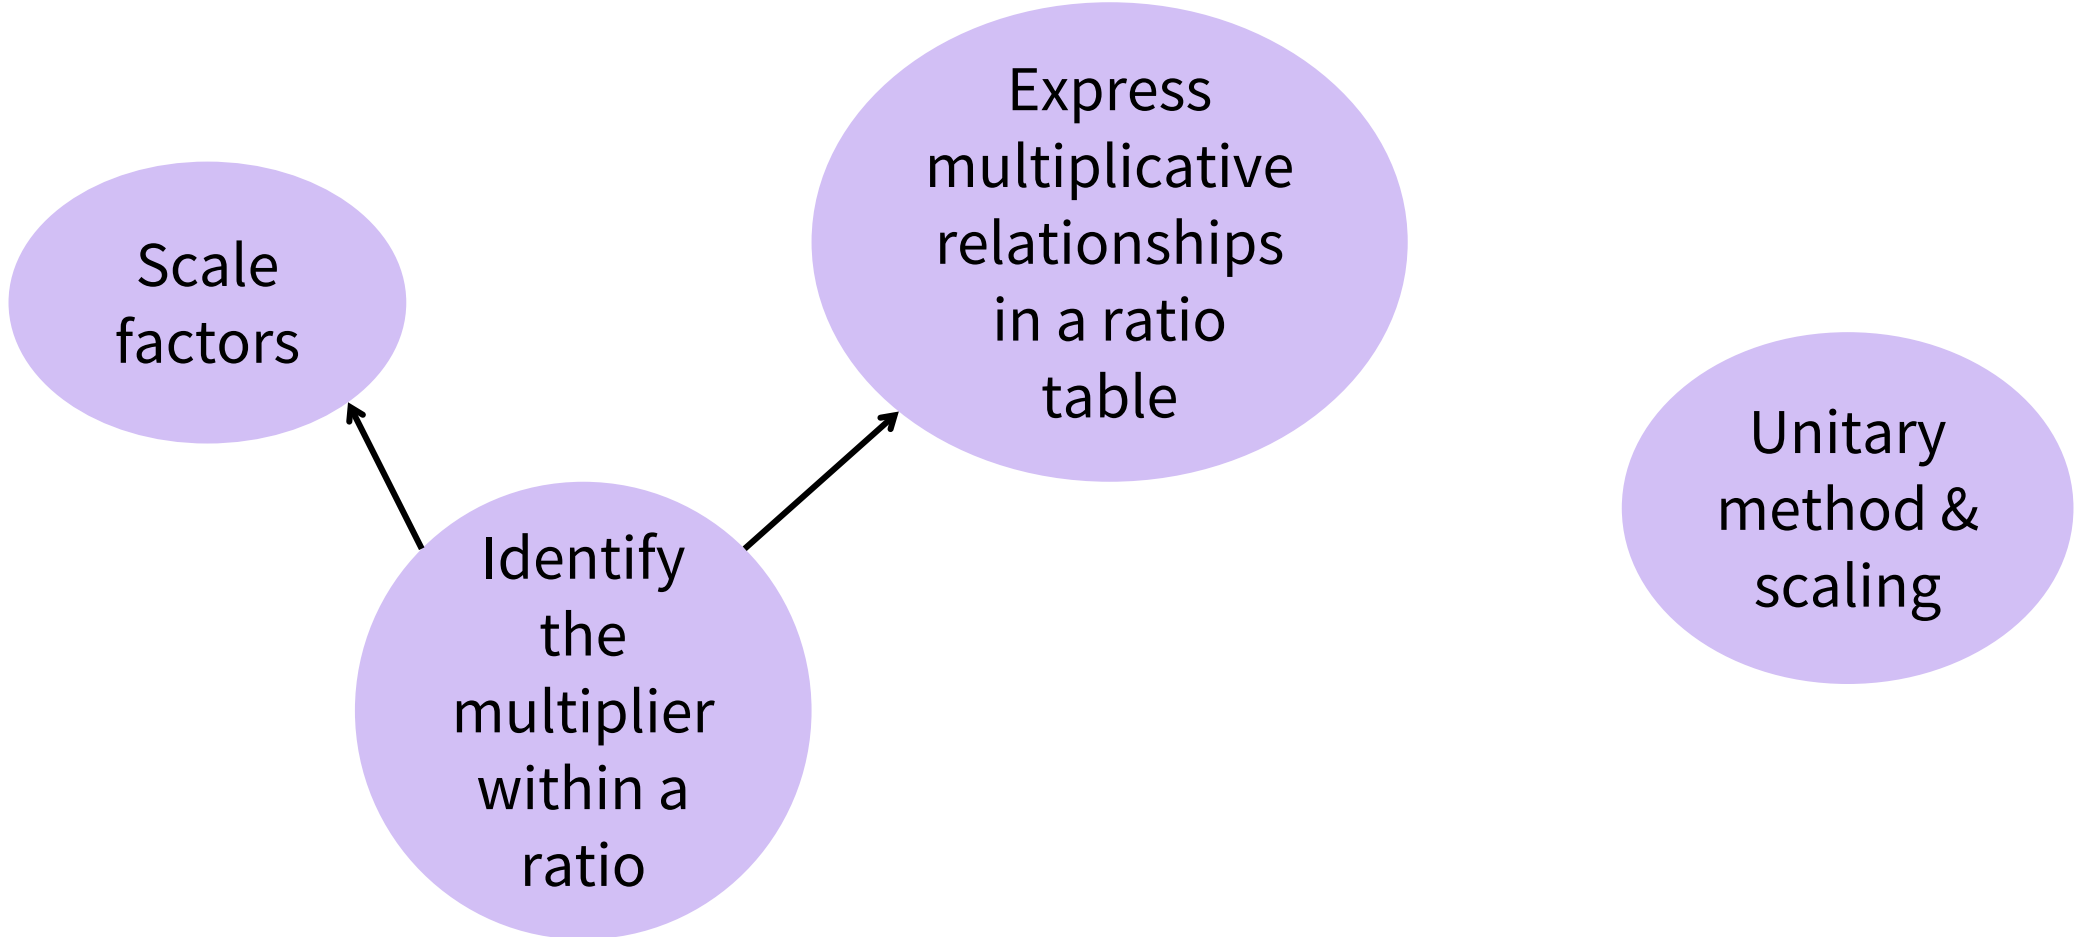 Scale
factors
Express
multiplicative
relationships
in a ratio
table
Identify
the
multiplier
within a
ratio
Unitary
method &
scaling